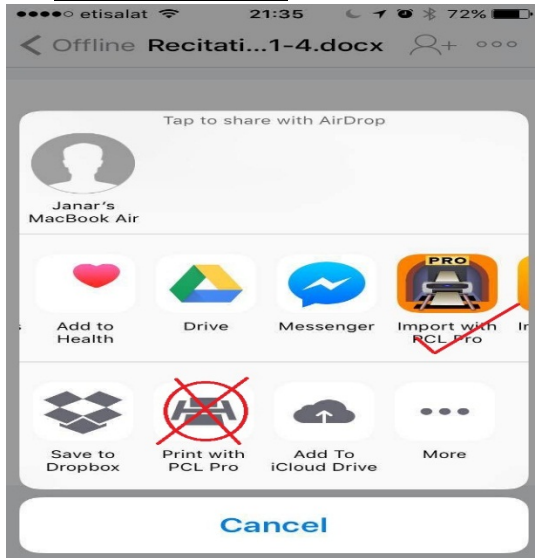 etisalat 21:35 72%
Offline Recitati...1-4.docx
Tap to share with AirDrop
Janar's
MacBook Air
PRO
Add to
Health
Drive
Messenger
Import with
PCL Pro
Save to
Dropbox
Print with
PCL Pro
Add To
iCloud Drive
More
Cancel